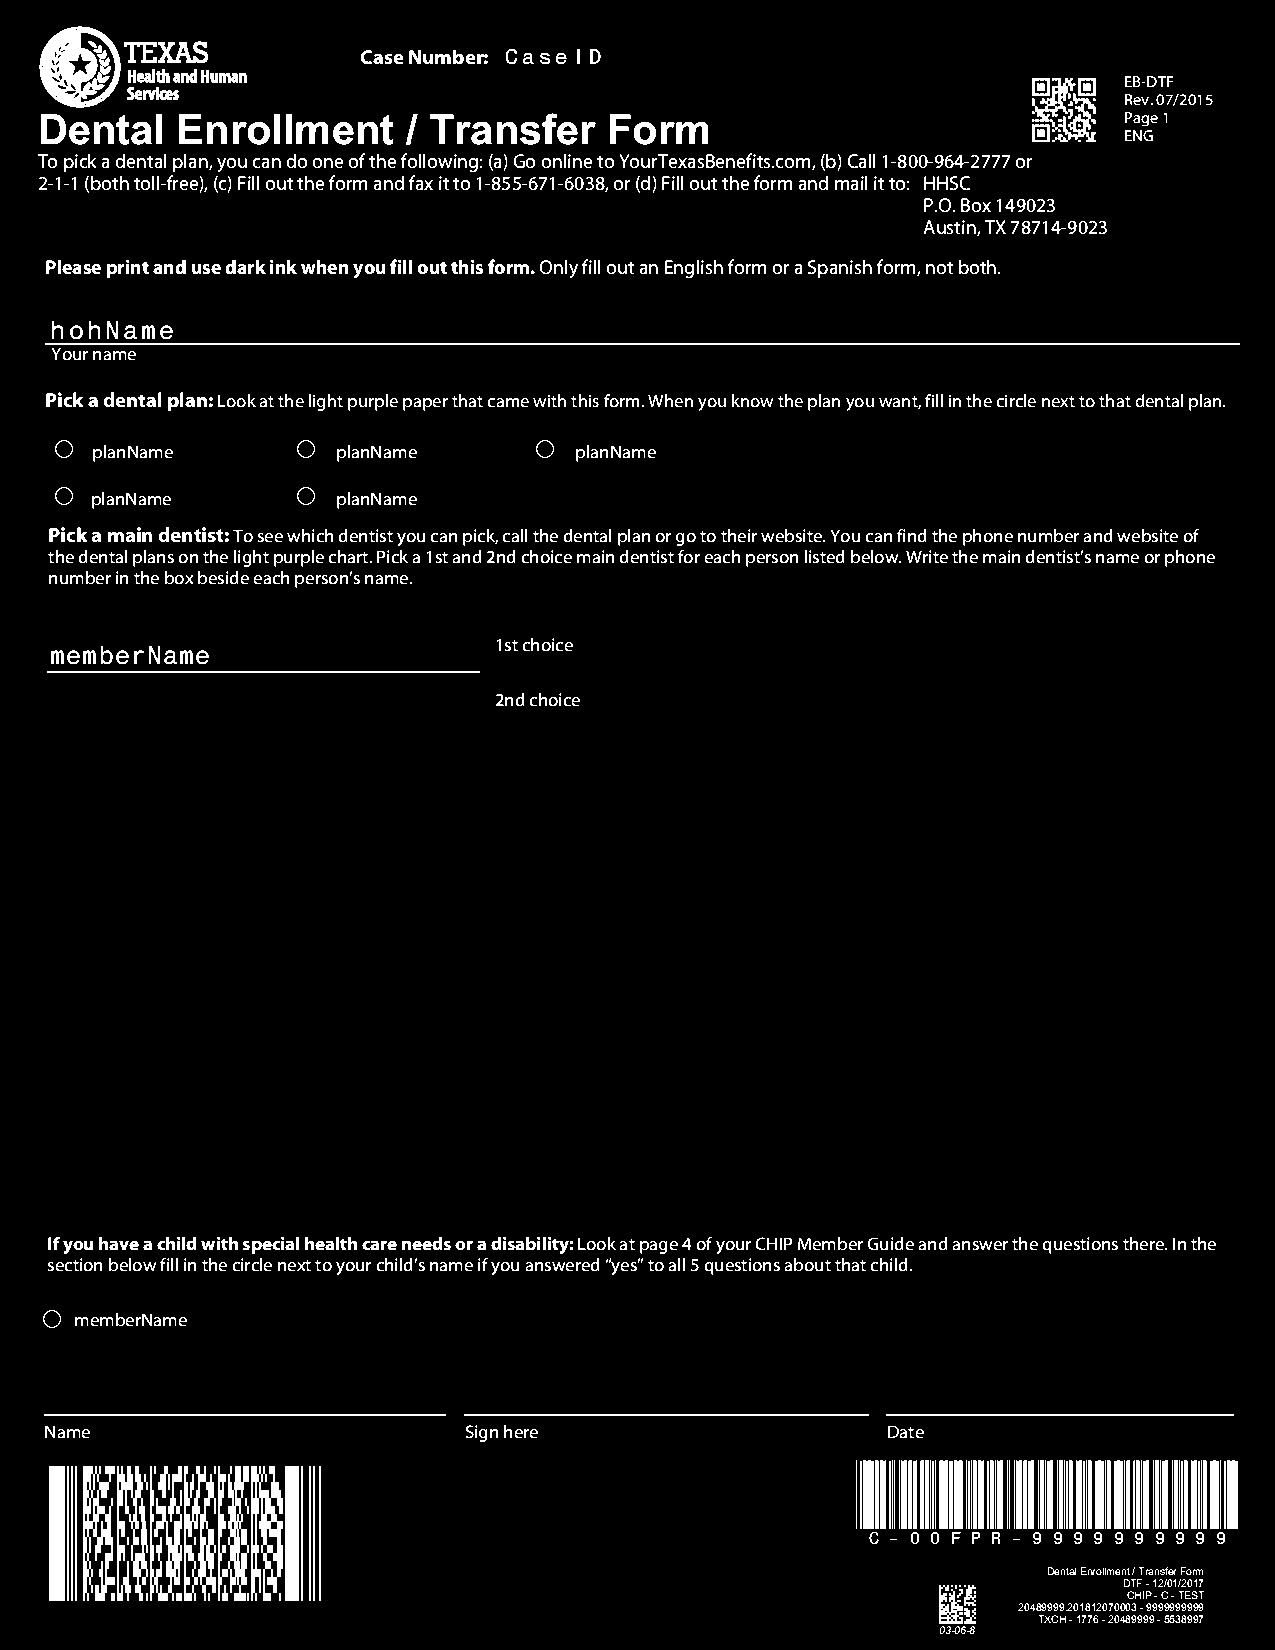 TEXAS
Health and Human
Services
Case Number: CaseID
EB-DTF
Rev. 07/2015
Page 1
ENG
Dental Enrollment / Transfer Form
To pick a dental plan, you can do one of the following: (a) Go online to YourTexasBenefits.com, (b) Call 1-800-964-2777 or
2-1-1 (both toll-free), (c) Fill out the form and fax it to 1-855-671-6038, or (d) Fill out the form and mail it to: HHSC
P.O. Box 149023
Austin, TX 78714-9023
Please print and use dark ink when you fill out this form. Only fill out an English form or a Spanish form, not both.
hohName
Your name
Pick a dental plan: Look at the light purple paper that came with this form. When you know the plan you want, fill in the circle next to that dental plan.
planName planName planName
planName planName
Pick a main dentist: To see which dentist you can pick, call the dental plan or go to their website. You can find the phone number and website of
the dental plans on the light purple chart. Pick a 1st and 2nd choice main dentist for each person listed below. Write the main dentist's name or phone
number in the box beside each person's name.
memberName
1st choice
2nd choice
If you have a child with special health care needs or a disability: Look at page 4 of your CHIP Member Guide and answer the questions there. In the
section below fill in the circle next to your child's name if you answered "yes" to all 5 questions about that child.
memberName
Name Sign here Date
C-00FPR-9999999999
Dental Enrollment / Transfer Form
DTF - 12/01/2017
CHIP - C - TEST
20489999.201812070003 - 9999999999
TXCH - 1776 - 20489999 - 5538997
03-06-8